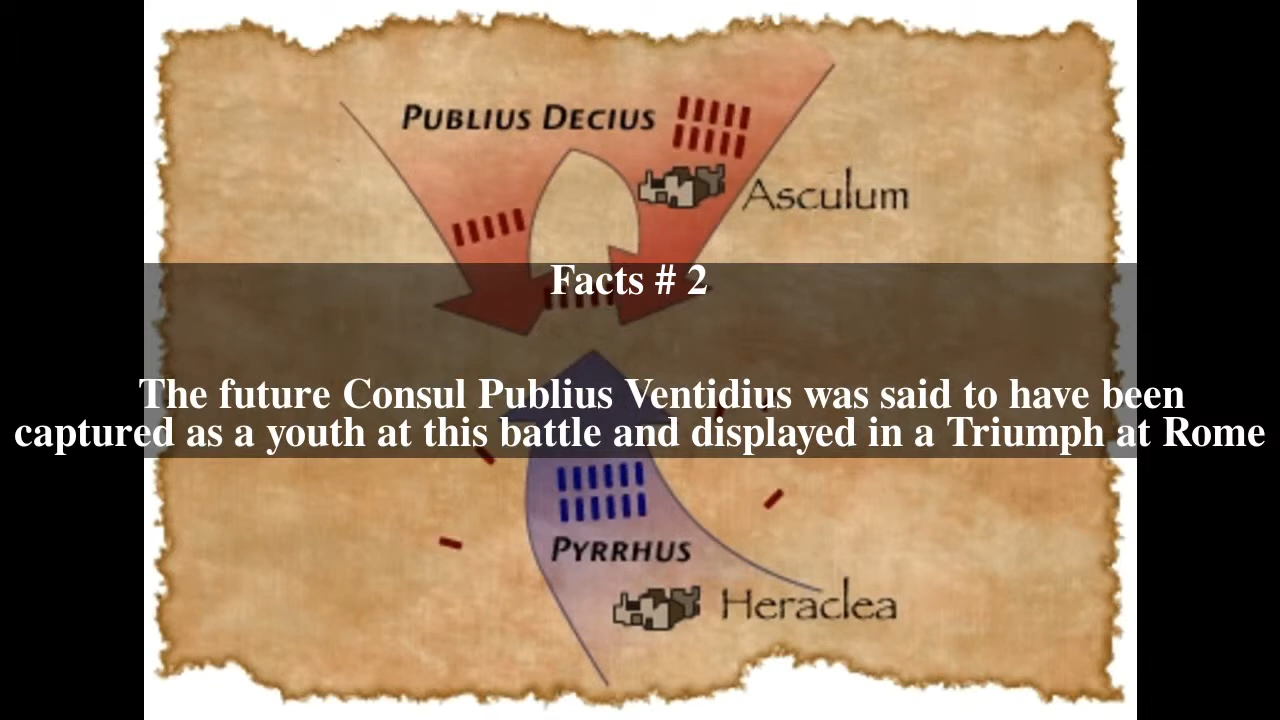 PUBLIUS DECIUS
Asculum
Facts # 2
The future Consul Publius Ventidius was said to have been
captured as a youth at this battle and displayed in a Triumph at Rome
PYRRHUS
Heraclea